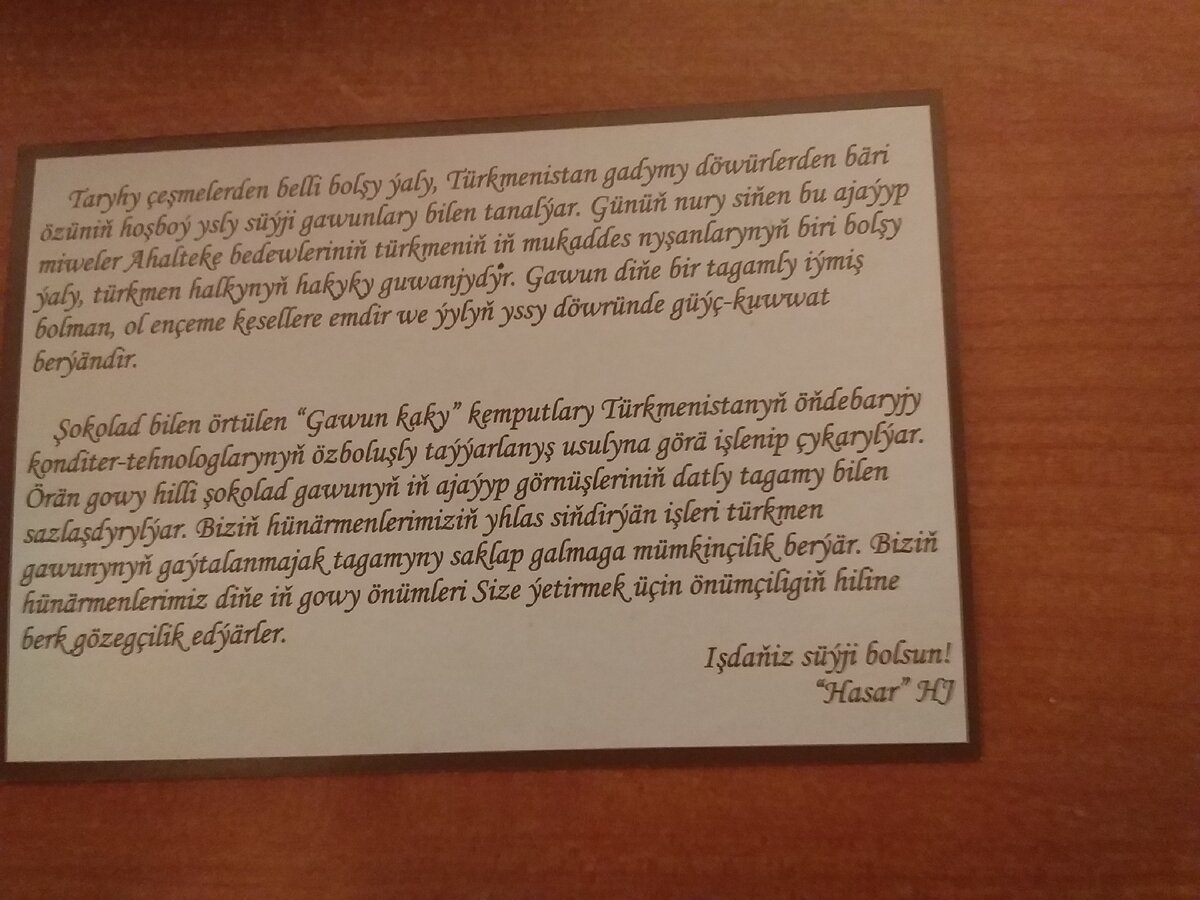 Taryhy çeşmelerden belli bolşy ýaly, Türkmenistan gadymy döwürlerden bäri
özüniň hoşboý ysly süýji gawunlary bilen tanalýar. Günüň nury siňen bu ajaýyp
miweler Ahalteke bedewleriniň türkmeniň iň mukaddes nyşanlarynyň biri bolşy
ýaly, türkmen halkynyň hakyky guwanjydyr. Gawun diňe bir tagamly iýmiş
bolman, ol ençeme kesellere emdir we ýylyň yssy döwründe güýç-kuwwat
berýändir.
Şokolad bilen örtülen “Gawun kaky” kemputlary Türkmenistanyň öňdebaryjy
konditer-tehnologlarynyň özboluşly taýýarlanyş usulyna görä işlenip çykarylýar.
Örän gowy hilli şokolad gawunyň iň ajaýyp görnüşleriniň datly tagamy bilen
sazlaşdyrylýar. Biziň hünärmenlerimiziň yhlas siňdirýän işleri türkmen
gawunynyň gaýtalanmajak tagamyny saklap galmaga mümkinçilik berýär. Biziň
hünärmenlerimiz diňe iň gowy önümleri Size ýetirmek üçin önümçiligiň hiline
berk gözegçilik edýärler.
Işdaňiz süýji bolsun!
“Hasar” HJ